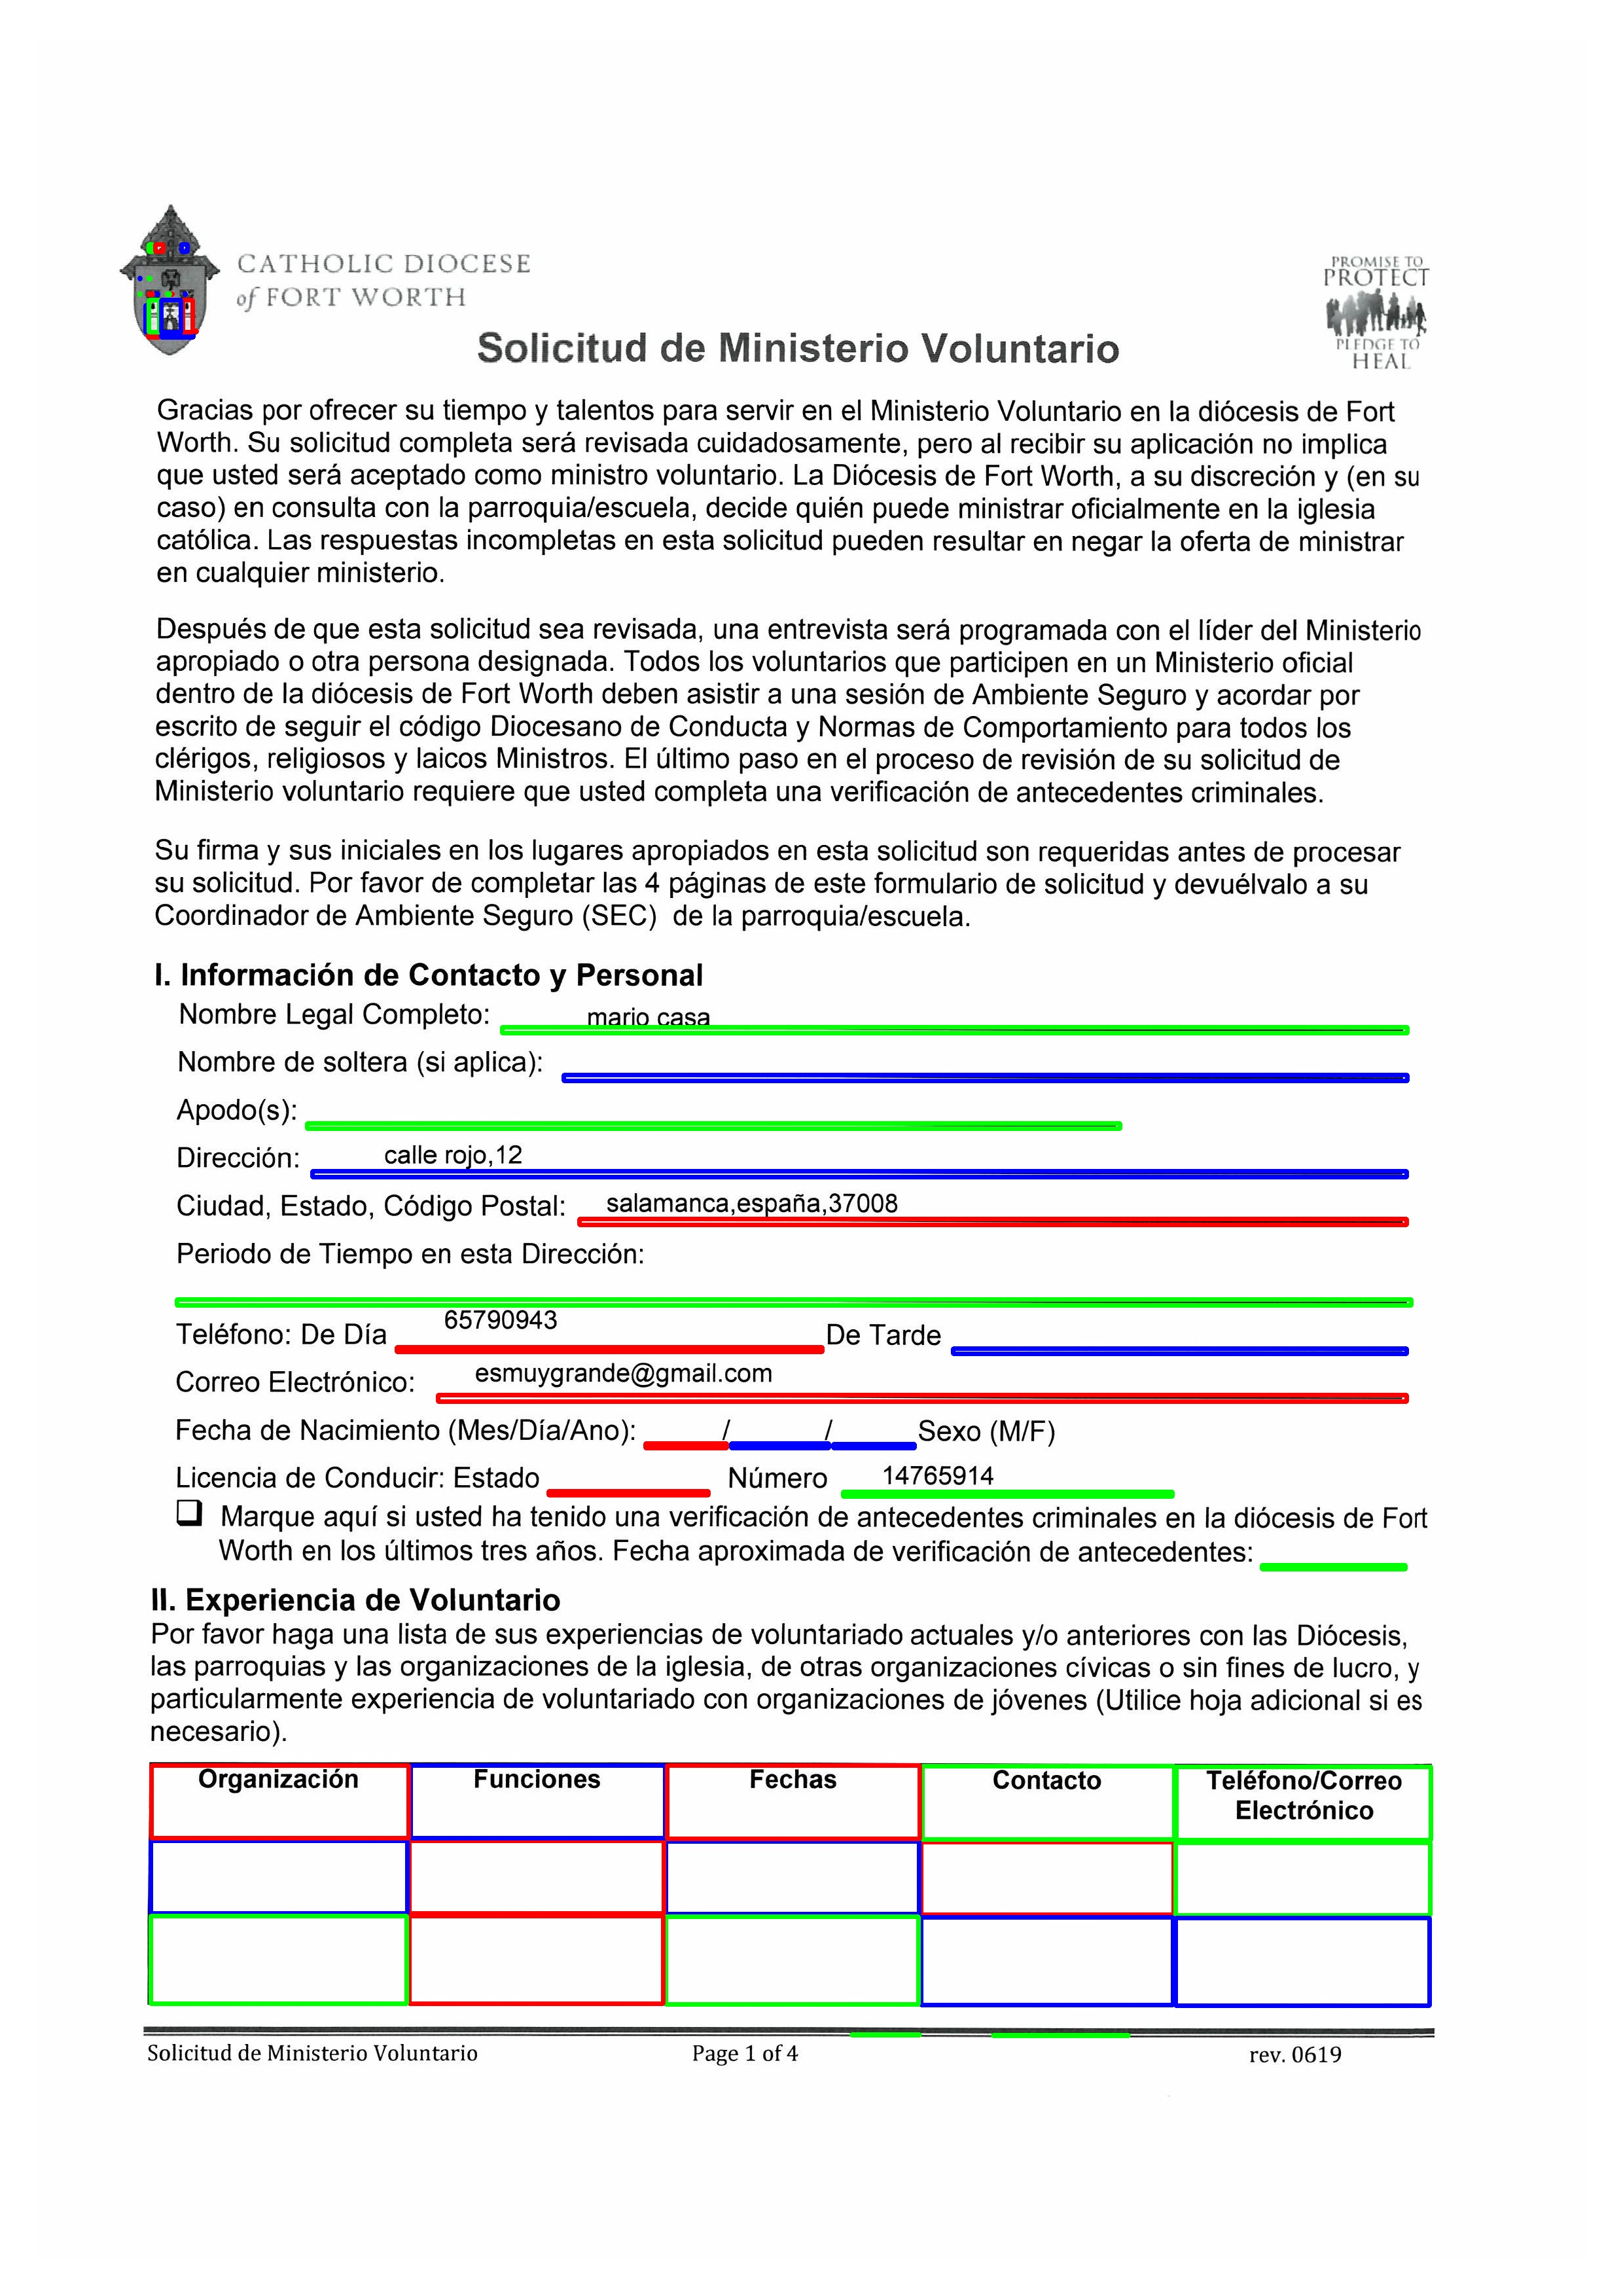 CATHOLIC DIOCESE
of FORT WORTH
PROMISE TO
PROTECT
PLEDGE TO
HEAL
Solicitud de Ministerio Voluntario
Gracias por ofrecer su tiempo y talentos para servir en el Ministerio Voluntario en la diócesis de Fort
Worth. Su solicitud completa será revisada cuidadosamente, pero al recibir su aplicación no implica
que usted será aceptado como ministro voluntario. La Diócesis de Fort Worth, a su discreción y (en su
caso) en consulta con la parroquia/escuela, decide quién puede ministrar oficialmente en la iglesia
católica. Las respuestas incompletas en esta solicitud pueden resultar en negar la oferta de ministrar
en cualquier ministerio.
Después de que esta solicitud sea revisada, una entrevista será programada con el líder del Ministerio
apropiado o otra persona designada. Todos los voluntarios que participen en un Ministerio oficial
dentro de la diócesis de Fort Worth deben asistir a una sesión de Ambiente Seguro y acordar por
escrito de seguir el código Diocesano de Conducta y Normas de Comportamiento para todos los
clérigos, religiosos y laicos Ministros. El último paso en el proceso de revisión de su solicitud de
Ministerio voluntario requiere que usted completa una verificación de antecedentes criminales.
Su firma y sus iniciales en los lugares apropiados en esta solicitud son requeridas antes de procesar
su solicitud. Por favor de completar las 4 páginas de este formulario de solicitud y devuélvalo a su
Coordinador de Ambiente Seguro (SEC) de la parroquia/escuela.
I. Información de Contacto y Personal
Nombre Legal Completo: mario casa
Nombre de soltera (si aplica):
Apodo(s):
Dirección: calle rojo,12
Ciudad, Estado, Código Postal: salamanca,españa,37008
Periodo de Tiempo en esta Dirección:
Teléfono: De Día 65790943 De Tarde
Correo Electrónico: esmuygrande@gmail.com
Fecha de Nacimiento (Mes/Día/Ano): / / Sexo (M/F)
Licencia de Conducir: Estado Número 14765914
❑ Marque aquí si usted ha tenido una verificación de antecedentes criminales en la diócesis de Fort
Worth en los últimos tres años. Fecha aproximada de verificación de antecedentes:
II. Experiencia de Voluntario
Por favor haga una lista de sus experiencias de voluntariado actuales y/o anteriores con las Diócesis,
las parroquias y las organizaciones de la iglesia, de otras organizaciones cívicas o sin fines de lucro, y
particularmente experiencia de voluntariado con organizaciones de jóvenes (Utilice hoja adicional si es
necesario).
Organización Funciones Fechas Contacto Teléfono/Correo
Electrónico
Solicitud de Ministerio Voluntario Page 1 of 4 rev. 0619